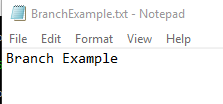 BranchExample.txt - Notepad
File Edit Format View Help
Branch Example